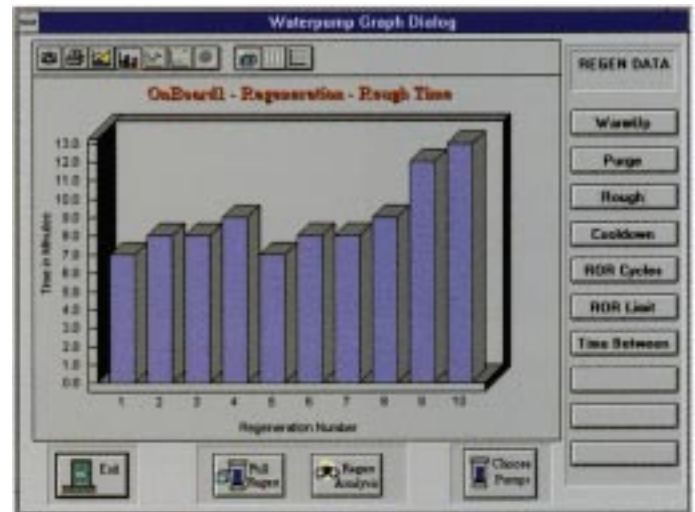 Waterpump Graph Dialog
REGEN DATA
OnBoard1 - Regeneration - Rough Time
WarmUp
Purge
Rough
Cooldown
ROR Cycles
ROR Limit
Time Between
Time in Minutes
13.0
12.0
11.0
10.0
9.0
8.0
7.0
6.0
5.0
4.0
3.0
2.0
1.0
0.0
1 2 3 4 5 6 7 8 9 10
Regeneration Number
Exit
Pull
Regen
Regen
Analysis
Choose
Pumps